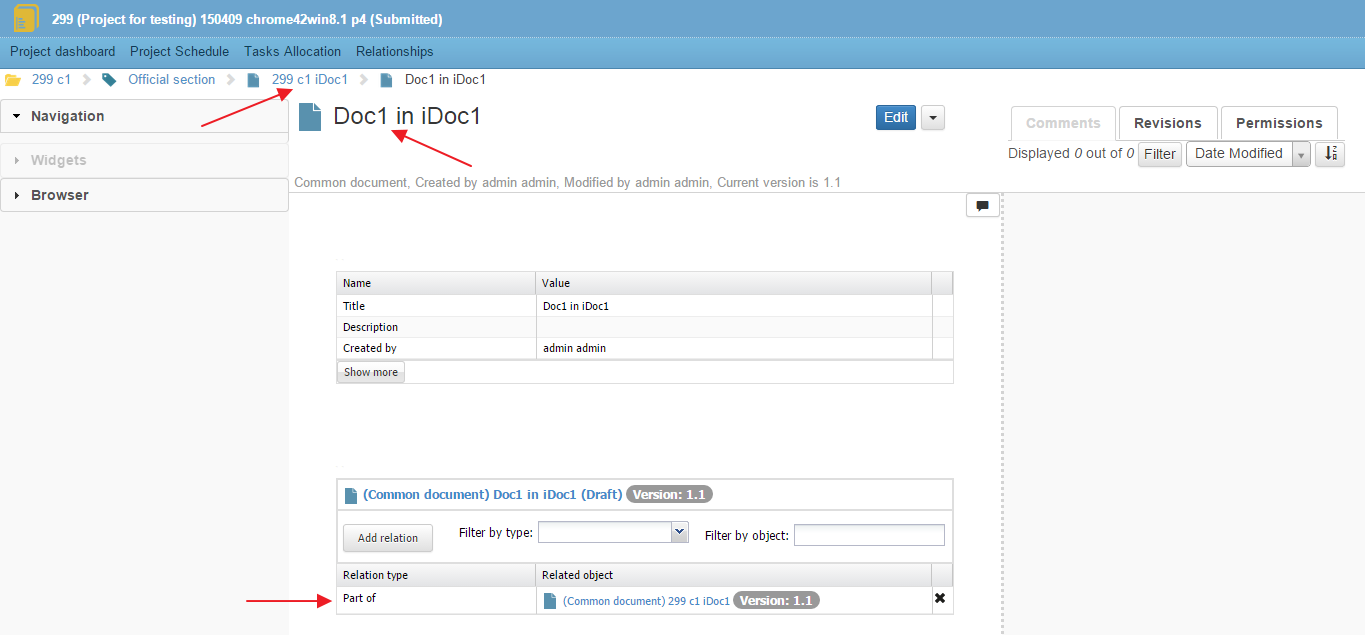 299 (Project for testing) 150409 chrome42win8.1 p4 (Submitted)
Project dashboard Project Schedule Tasks Allocation Relationships
299 c1 Official section 299 c1 iDoc1 Doc1 in iDoc1
Navigation
Widgets
Browser
Doc1 in iDoc1
Edit
Common document, Created by admin admin, Modified by admin admin, Current version is 1.1
Comments Revisions Permissions
Displayed 0 out of 0 Filter Date Modified
Name Value
Title Doc1 in iDoc1
Description
Created by admin admin
Show more
(Common document) Doc1 in iDoc1 (Draft) Version: 1.1
Add relation Filter by type: Filter by object:
Relation type Related object
Part of (Common document) 299 c1 iDoc1 Version: 1.1